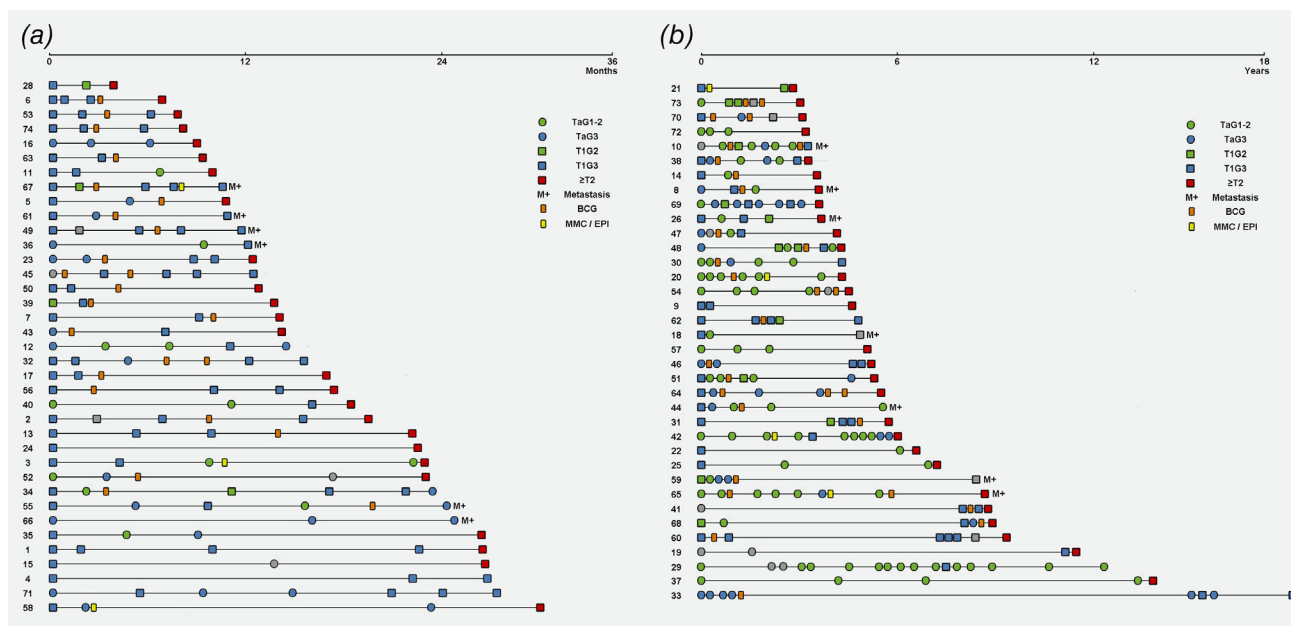 (a)
0 12 24 36
Months
28
6
53
74
16
63
11
67 M+
5
61 M+
49 M+
36 M+
23
45
50
39
7
43
12
32
17
56
40
2
13
24
3
52
34
55 M+
66 M+
35
1
15
4
71
58
TaG1-2
TaG3
T1G2
T1G3
≥T2
M+ Metastasis
BCG
MMC / EPI
(b)
0 6 12 18
Years
21
73
70
72
10 M+
38
14
8 M+
69
26 M+
47
48
30
20
54
9
62
18 M+
57
46
51
64
44 M+
31
42
22
25
59 M+
65 M+
41
68
60
19
29
37
33
TaG1-2
TaG3
T1G2
T1G3
≥T2
M+ Metastasis
BCG
MMC / EPI